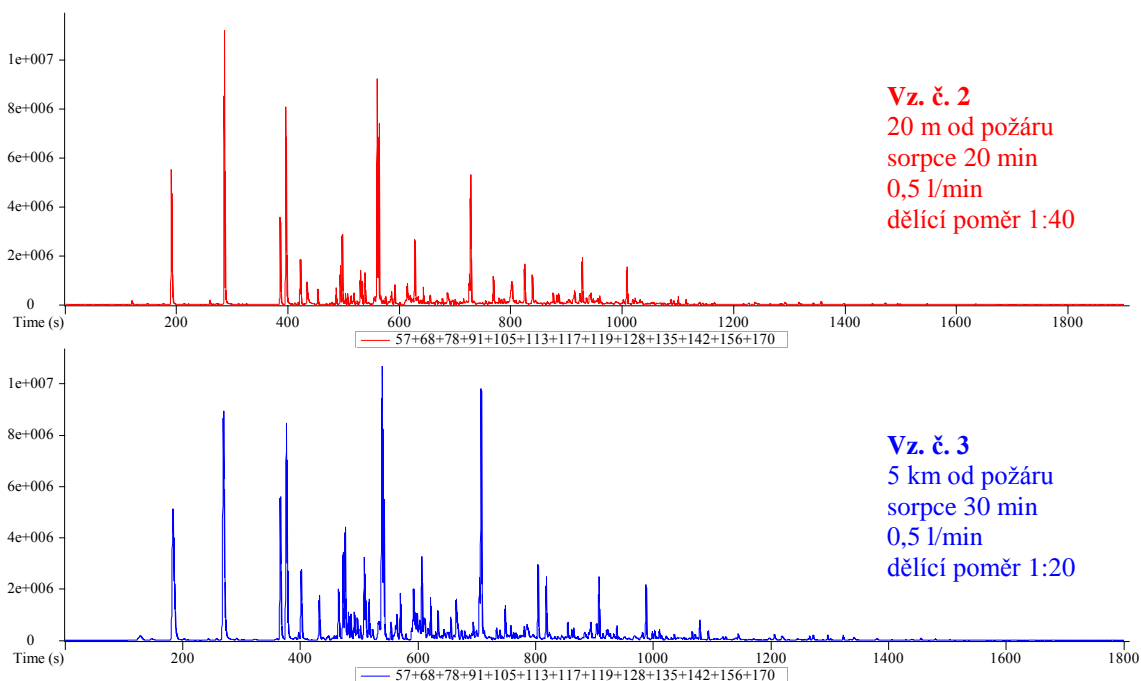 1e+007
8e+006
6e+006
4e+006
2e+006
0
Time (s)
200
400
600
800
1000
1200
1400
1600
1800
57+68+78+91+105+113+117+119+128+135+142+156+170
Vz. č. 2
20 m od požáru
sorpce 20 min
0,5 l/min
dělící poměr 1:40
1e+007
8e+006
6e+006
4e+006
2e+006
0
Time (s)
200
400
600
800
1000
1200
1400
1600
1800
57+68+78+91+105+113+117+119+128+135+142+156+170
Vz. č. 3
5 km od požáru
sorpce 30 min
0,5 l/min
dělící poměr 1:20